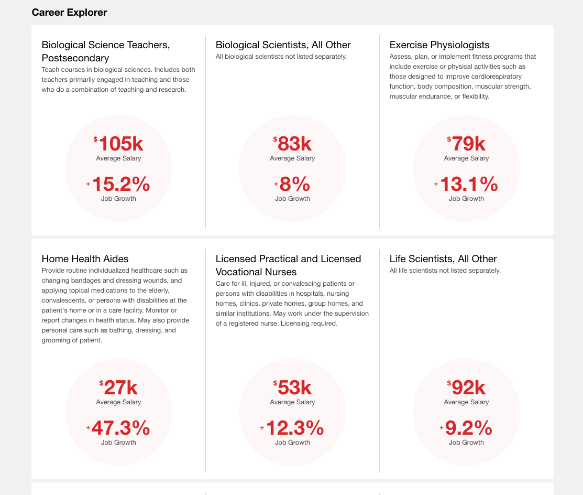 Career Explorer
Biological Science Teachers,
Postsecondary
Teach courses in biological sciences. Includes both
teachers primarily engaged in teaching and those
who do a combination of teaching and research.
$105k
Average Salary
+15.2%
Job Growth
Biological Scientists, All Other
All biological scientists not listed separately.
$83k
Average Salary
+8%
Job Growth
Exercise Physiologists
Assess, plan, or implement fitness programs that
include exercise or physical activities such as
those designed to improve cardiorespiratory
function, body composition, muscular strength,
muscular endurance, or flexibility.
$79k
Average Salary
+13.1%
Job Growth
Home Health Aides
Provide routine individualized healthcare such as
changing bandages and dressing wounds, and
applying topical medications to the elderly,
convalescents, or persons with disabilities at the
patient's home or in a care facility. Monitor or
report changes in health status. May also provide
personal care such as bathing, dressing, and
grooming of patient.
$27k
Average Salary
+47.3%
Job Growth
Licensed Practical and Licensed
Vocational Nurses
Care for ill, injured, or convalescing patients or
persons with disabilities in hospitals, nursing
homes, clinics, private homes, group homes, and
similar institutions. May work under the supervision
of a registered nurse. Licensing required.
$53k
Average Salary
+12.3%
Job Growth
Life Scientists, All Other
All life scientists not listed separately.
$92k
Average Salary
+9.2%
Job Growth